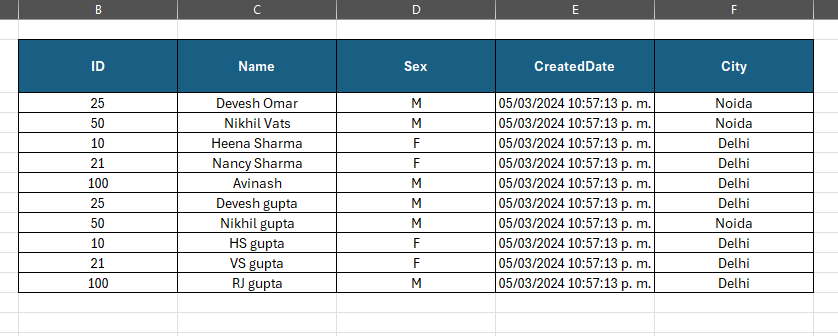 B C D E F
ID Name Sex CreatedDate City
25 Devesh Omar M 05/03/2024 10:57:13 p. m. Noida
50 Nikhil Vats M 05/03/2024 10:57:13 p. m. Noida
10 Heena Sharma F 05/03/2024 10:57:13 p. m. Delhi
21 Nancy Sharma F 05/03/2024 10:57:13 p. m. Delhi
100 Avinash M 05/03/2024 10:57:13 p. m. Delhi
25 Devesh gupta M 05/03/2024 10:57:13 p. m. Delhi
50 Nikhil gupta M 05/03/2024 10:57:13 p. m. Noida
10 HS gupta F 05/03/2024 10:57:13 p. m. Delhi
21 VS gupta F 05/03/2024 10:57:13 p. m. Delhi
100 RJ gupta M 05/03/2024 10:57:13 p. m. Delhi